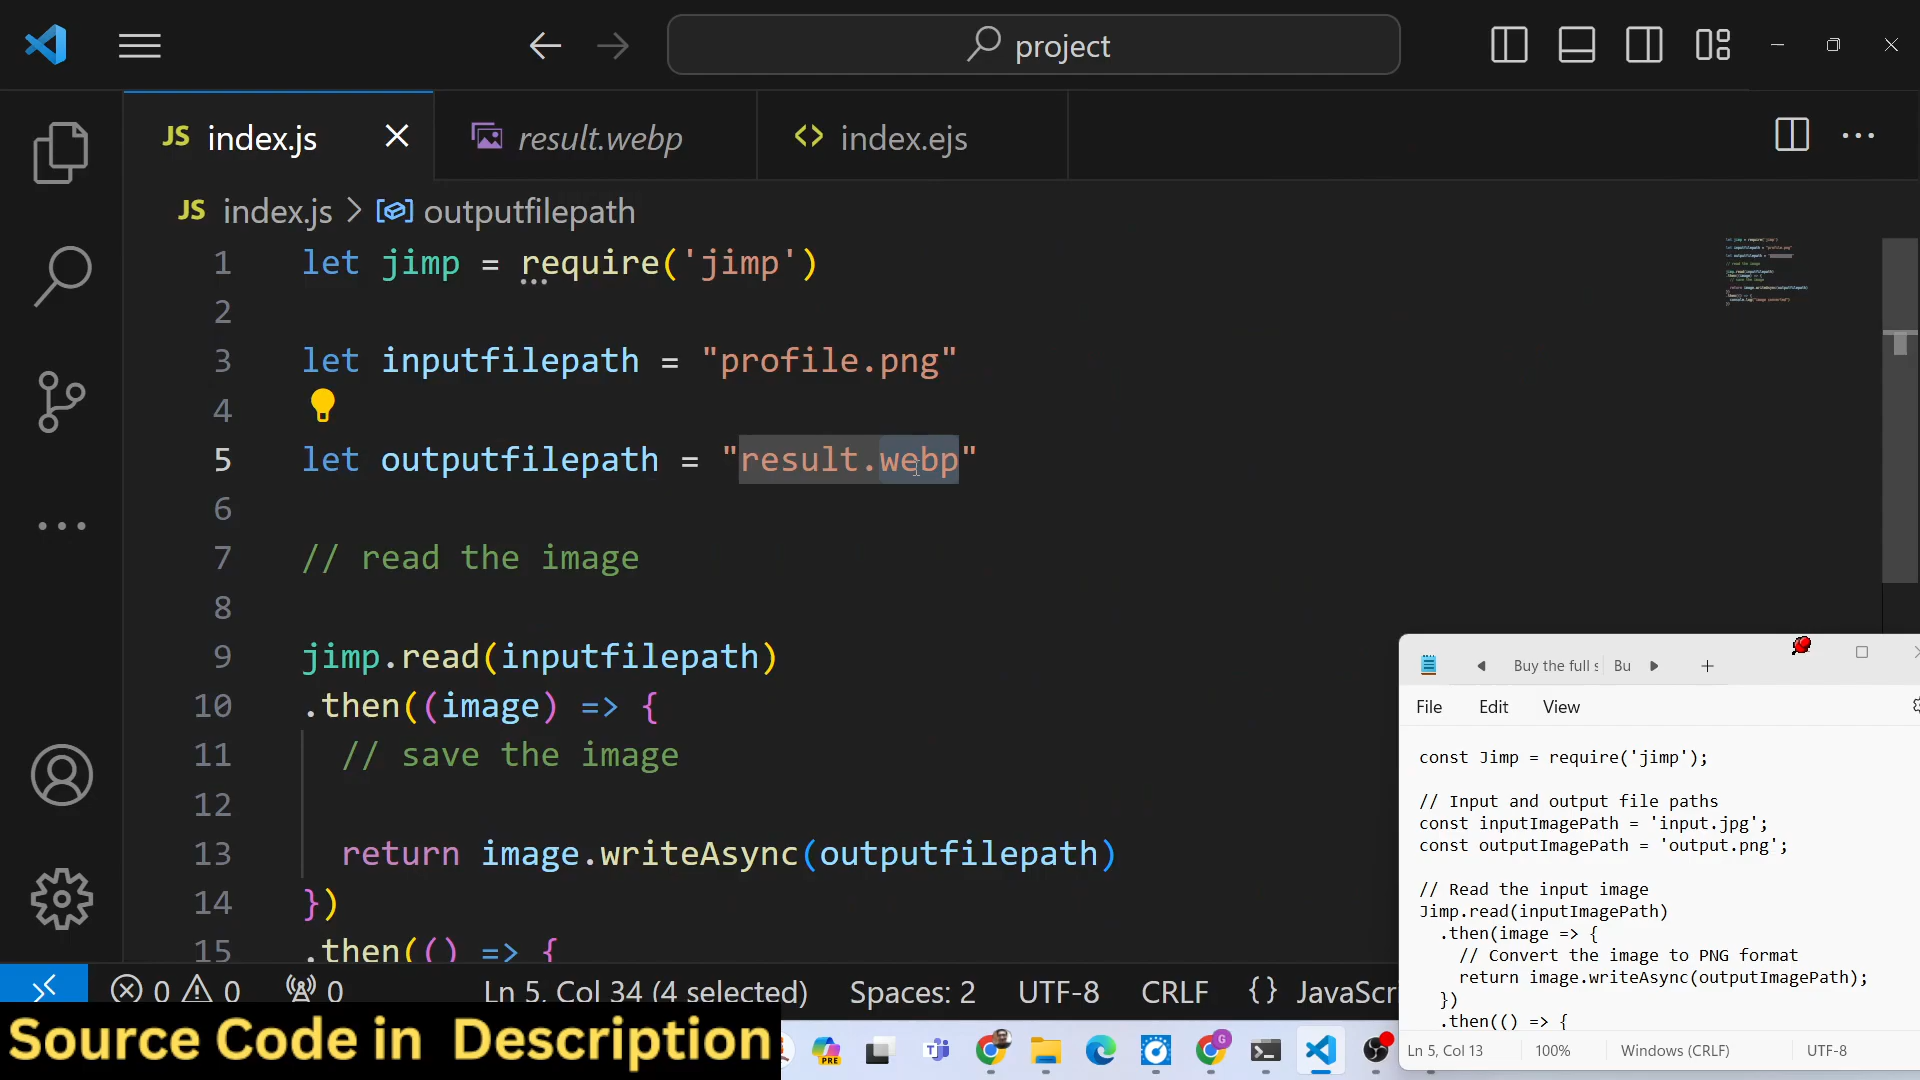 project
JS index.js
result.webp
<> index.ejs
JS index.js > outputfilepath
1 let jimp = require('jimp')
2
3 let inputfilepath = "profile.png"
4
5 let outputfilepath = "result.webp"
6
7 // read the image
8
9 jimp.read(inputfilepath)
10 .then((image) => {
11 // save the image
12
13 return image.writeAsync(outputfilepath)
14 })
15 .then(() => {
Buy the full s
Bu
File Edit View
const Jimp = require('jimp');
// Input and output file paths
const inputImagePath = 'input.jpg';
const outputImagePath = 'output.png';
// Read the input image
Jimp.read(inputImagePath)
.then(image => {
// Convert the image to PNG format
return image.writeAsync(outputImagePath);
})
.then(() => {
Ln 5, Col 13 100% Windows (CRLF) UTF-8
0 0 0 Ln 5, Col 34 (4 selected) Spaces: 2 UTF-8 CRLF {} JavaScri
Source Code in Description
PRE